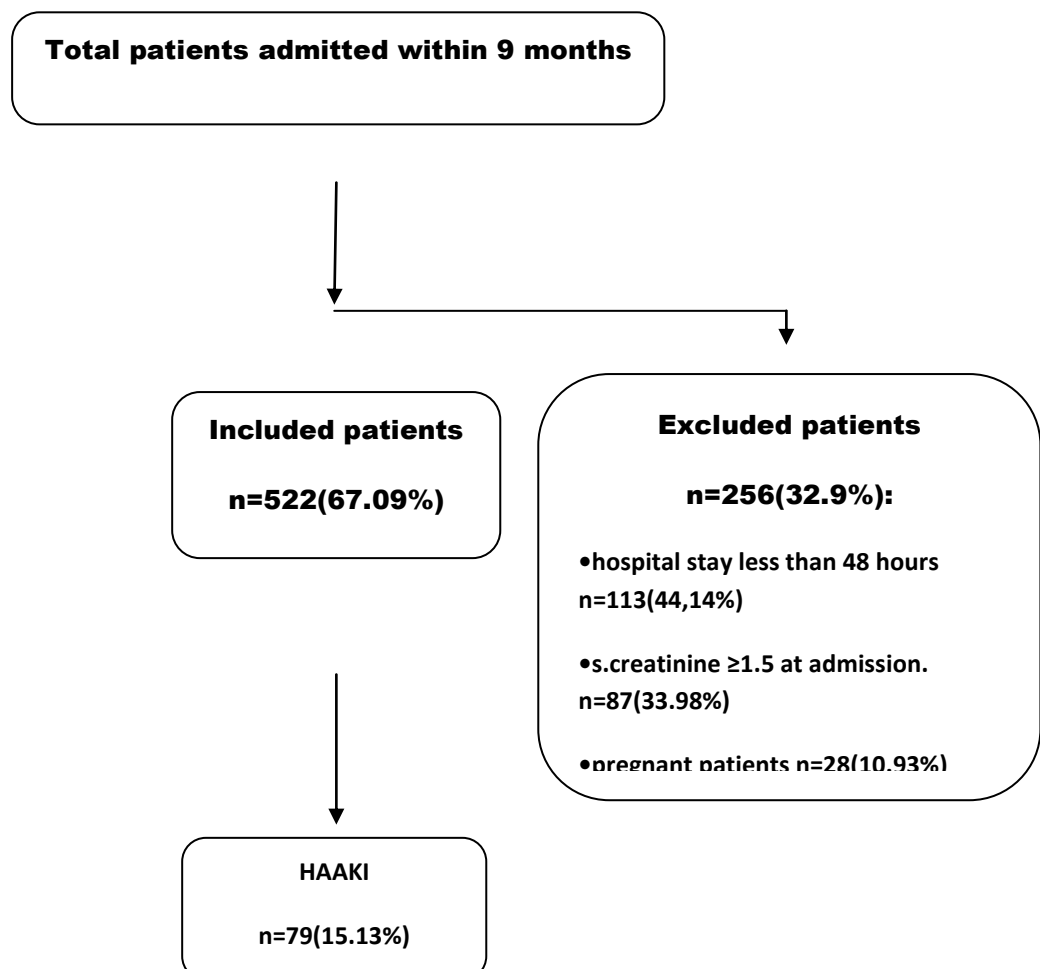 Total patients admitted within 9 months
Included patients
n=522(67.09%)
Excluded patients
n=256(32.9%):
•hospital stay less than 48 hours
n=113(44,14%)
•s.creatinine ≥1.5 at admission.
n=87(33.98%)
•pregnant patients n=28(10.93%)
HAAKI
n=79(15.13%)